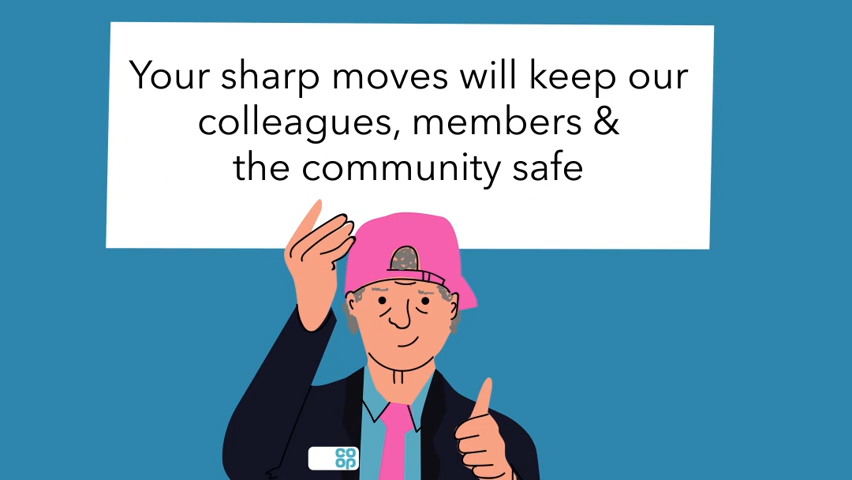 Your sharp moves will keep our
colleagues, members &
the community safe
co
op